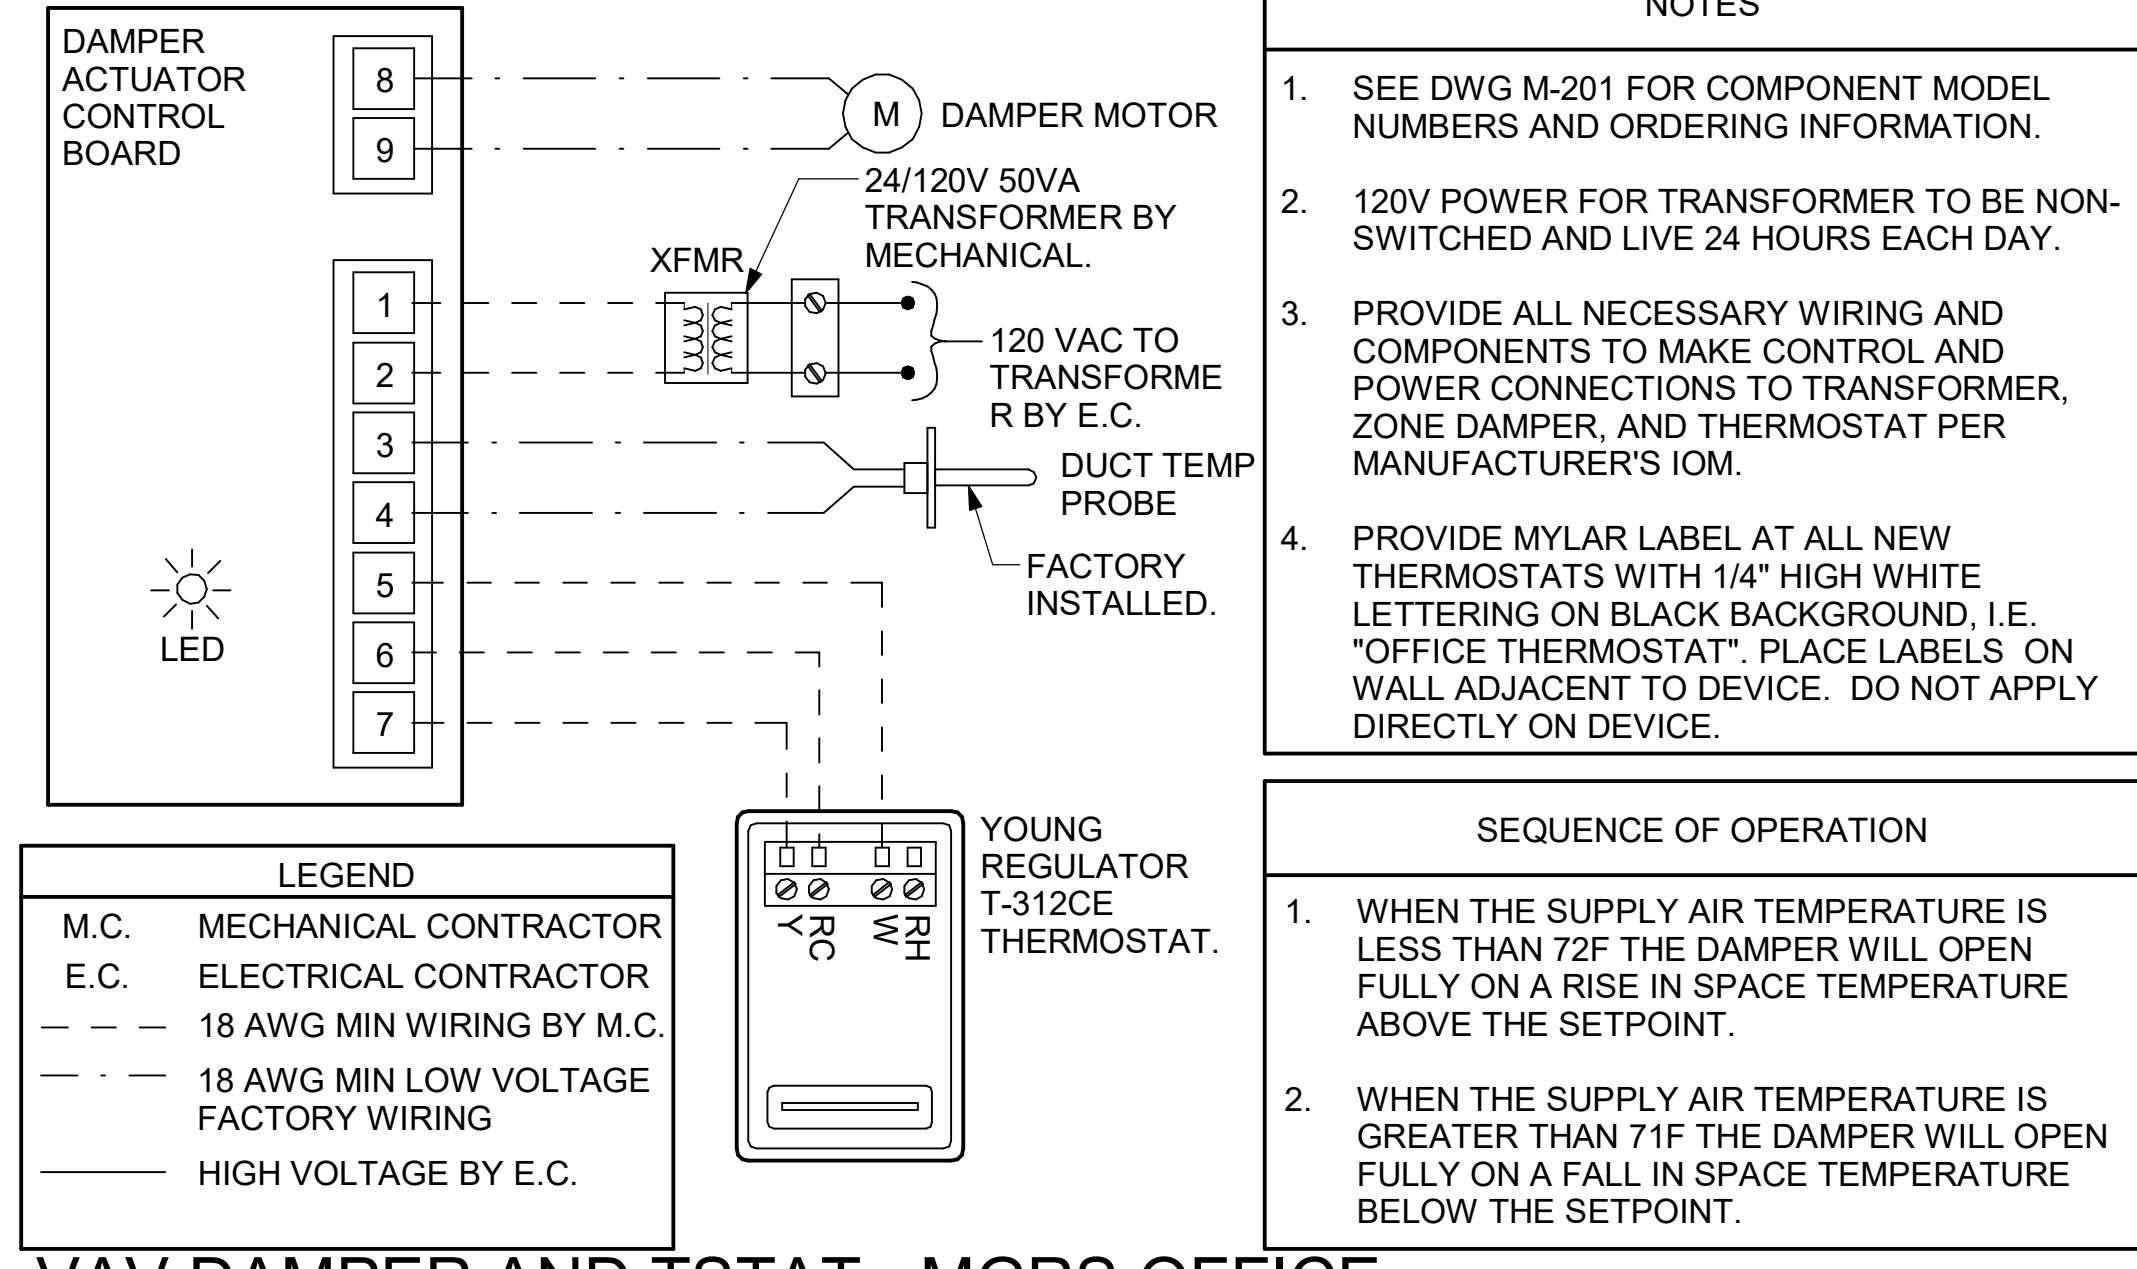 DAMPER
ACTUATOR
CONTROL
BOARD
8
9
M
DAMPER MOTOR
24/120V 50VA
TRANSFORMER BY
MECHANICAL.
XFMR
1
2
3
4
5
6
7
120 VAC TO
TRANSFORME
R BY E.C.
DUCT TEMP
PROBE
FACTORY
INSTALLED.
LED
YOUNG
REGULATOR
T-312CE
THERMOSTAT.
Y
RC
W
RH
LEGEND
M.C. MECHANICAL CONTRACTOR
E.C. ELECTRICAL CONTRACTOR
18 AWG MIN WIRING BY M.C.
18 AWG MIN LOW VOLTAGE
FACTORY WIRING
HIGH VOLTAGE BY E.C.
NOTES
1. SEE DWG M-201 FOR COMPONENT MODEL
NUMBERS AND ORDERING INFORMATION.
2. 120V POWER FOR TRANSFORMER TO BE NON-
SWITCHED AND LIVE 24 HOURS EACH DAY.
3. PROVIDE ALL NECESSARY WIRING AND
COMPONENTS TO MAKE CONTROL AND
POWER CONNECTIONS TO TRANSFORMER,
ZONE DAMPER, AND THERMOSTAT PER
MANUFACTURER'S IOM.
4. PROVIDE MYLAR LABEL AT ALL NEW
THERMOSTATS WITH 1/4" HIGH WHITE
LETTERING ON BLACK BACKGROUND, I.E.
"OFFICE THERMOSTAT". PLACE LABELS ON
WALL ADJACENT TO DEVICE. DO NOT APPLY
DIRECTLY ON DEVICE.
SEQUENCE OF OPERATION
1. WHEN THE SUPPLY AIR TEMPERATURE IS
LESS THAN 72F THE DAMPER WILL OPEN
FULLY ON A RISE IN SPACE TEMPERATURE
ABOVE THE SETPOINT.
2. WHEN THE SUPPLY AIR TEMPERATURE IS
GREATER THAN 71F THE DAMPER WILL OPEN
FULLY ON A FALL IN SPACE TEMPERATURE
BELOW THE SETPOINT.
VAV DAMPER AND TSTAT - OFFICE